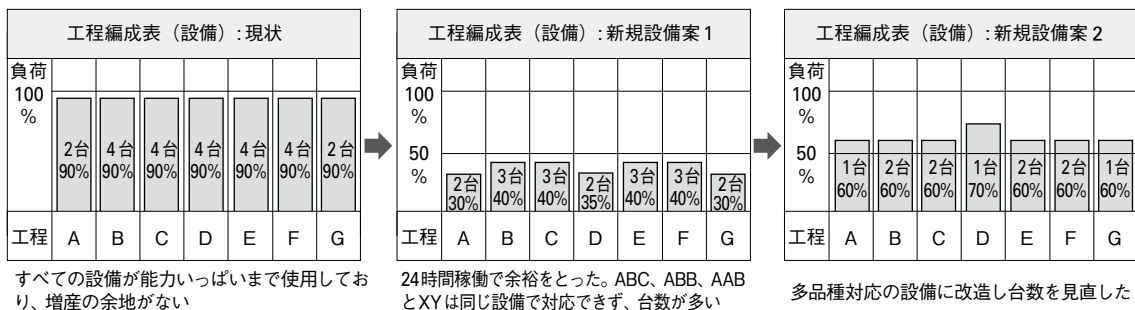 工程編成表（設備）：現状
負荷
100
%
2台 4台 4台 4台 4台 4台 2台
90% 90% 90% 90% 90% 90% 90%
工程 A B C D E F G
すべての設備が能力いっぱいまで使用してお
り、増産の余地がない
工程編成表（設備）：新規設備案1
負荷
100
%
50
%
2台 3台 3台 2台 3台 3台 2台
30% 40% 40% 35% 40% 40% 30%
工程 A B C D E F G
24時間稼働で余裕をとった。ABC、ABB、AAB
とXYは同じ設備で対応できず、台数が多い
工程編成表（設備）：新規設備案2
負荷
100
%
50
%
1台 2台 2台 1台 2台 2台 1台
60% 60% 60% 70% 60% 60% 60%
工程 A B C D E F G
多品種対応の設備に改造し台数を見直した